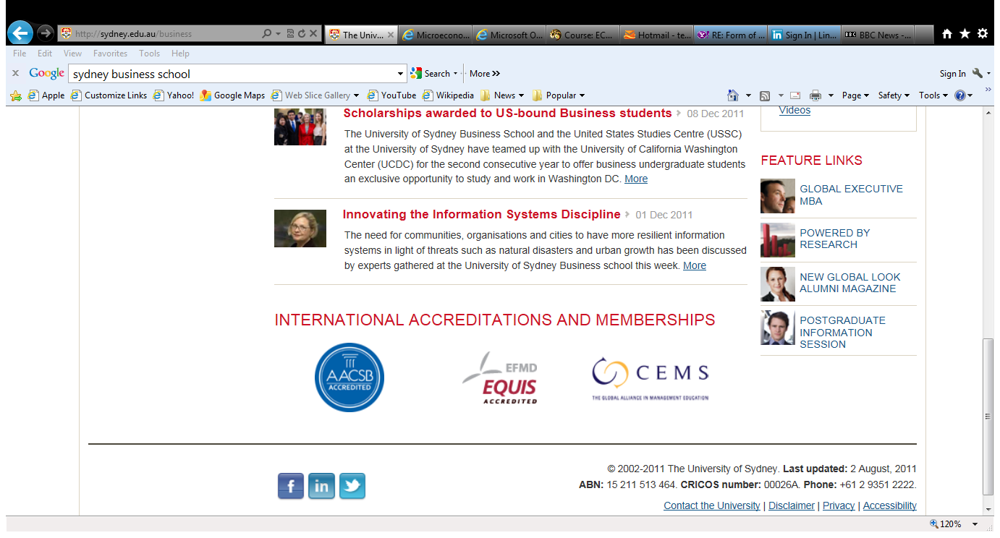 http://sydney.edu.au/business
The Univ...
Microecono...
Microsoft O...
Course: EC...
Hotmail - te...
RE: Form of ...
Sign In | Lin...
BBC News -...
File Edit View Favorites Tools Help
x Google sydney business school Search More >> Sign In
Apple Customize Links Yahoo! Google Maps Web Slice Gallery YouTube Wikipedia News Popular Page Safety Tools
Scholarships awarded to US-bound Business students 08 Dec 2011
The University of Sydney Business School and the United States Studies Centre (USSC)
at the University of Sydney have teamed up with the University of California Washington
Center (UCDC) for the second consecutive year to offer business undergraduate students
an exclusive opportunity to study and work in Washington DC. More
Innovating the Information Systems Discipline 01 Dec 2011
The need for communities, organisations and cities to have more resilient information
systems in light of threats such as natural disasters and urban growth has been discussed
by experts gathered at the University of Sydney Business school this week. More
Videos
FEATURE LINKS
GLOBAL EXECUTIVE
MBA
POWERED BY
RESEARCH
NEW GLOBAL LOOK
ALUMNI MAGAZINE
POSTGRADUATE
INFORMATION
SESSION
INTERNATIONAL ACCREDITATIONS AND MEMBERSHIPS
AACSB
ACCREDITED
EFMD
EQUIS
ACCREDITED
CEMS
THE GLOBAL ALLIANCE IN MANAGEMENT EDUCATION
f in
© 2002-2011 The University of Sydney. Last updated: 2 August, 2011
ABN: 15 211 513 464. CRICOS number: 00026A. Phone: +61 2 9351 2222.
Contact the University | Disclaimer | Privacy | Accessibility
120%